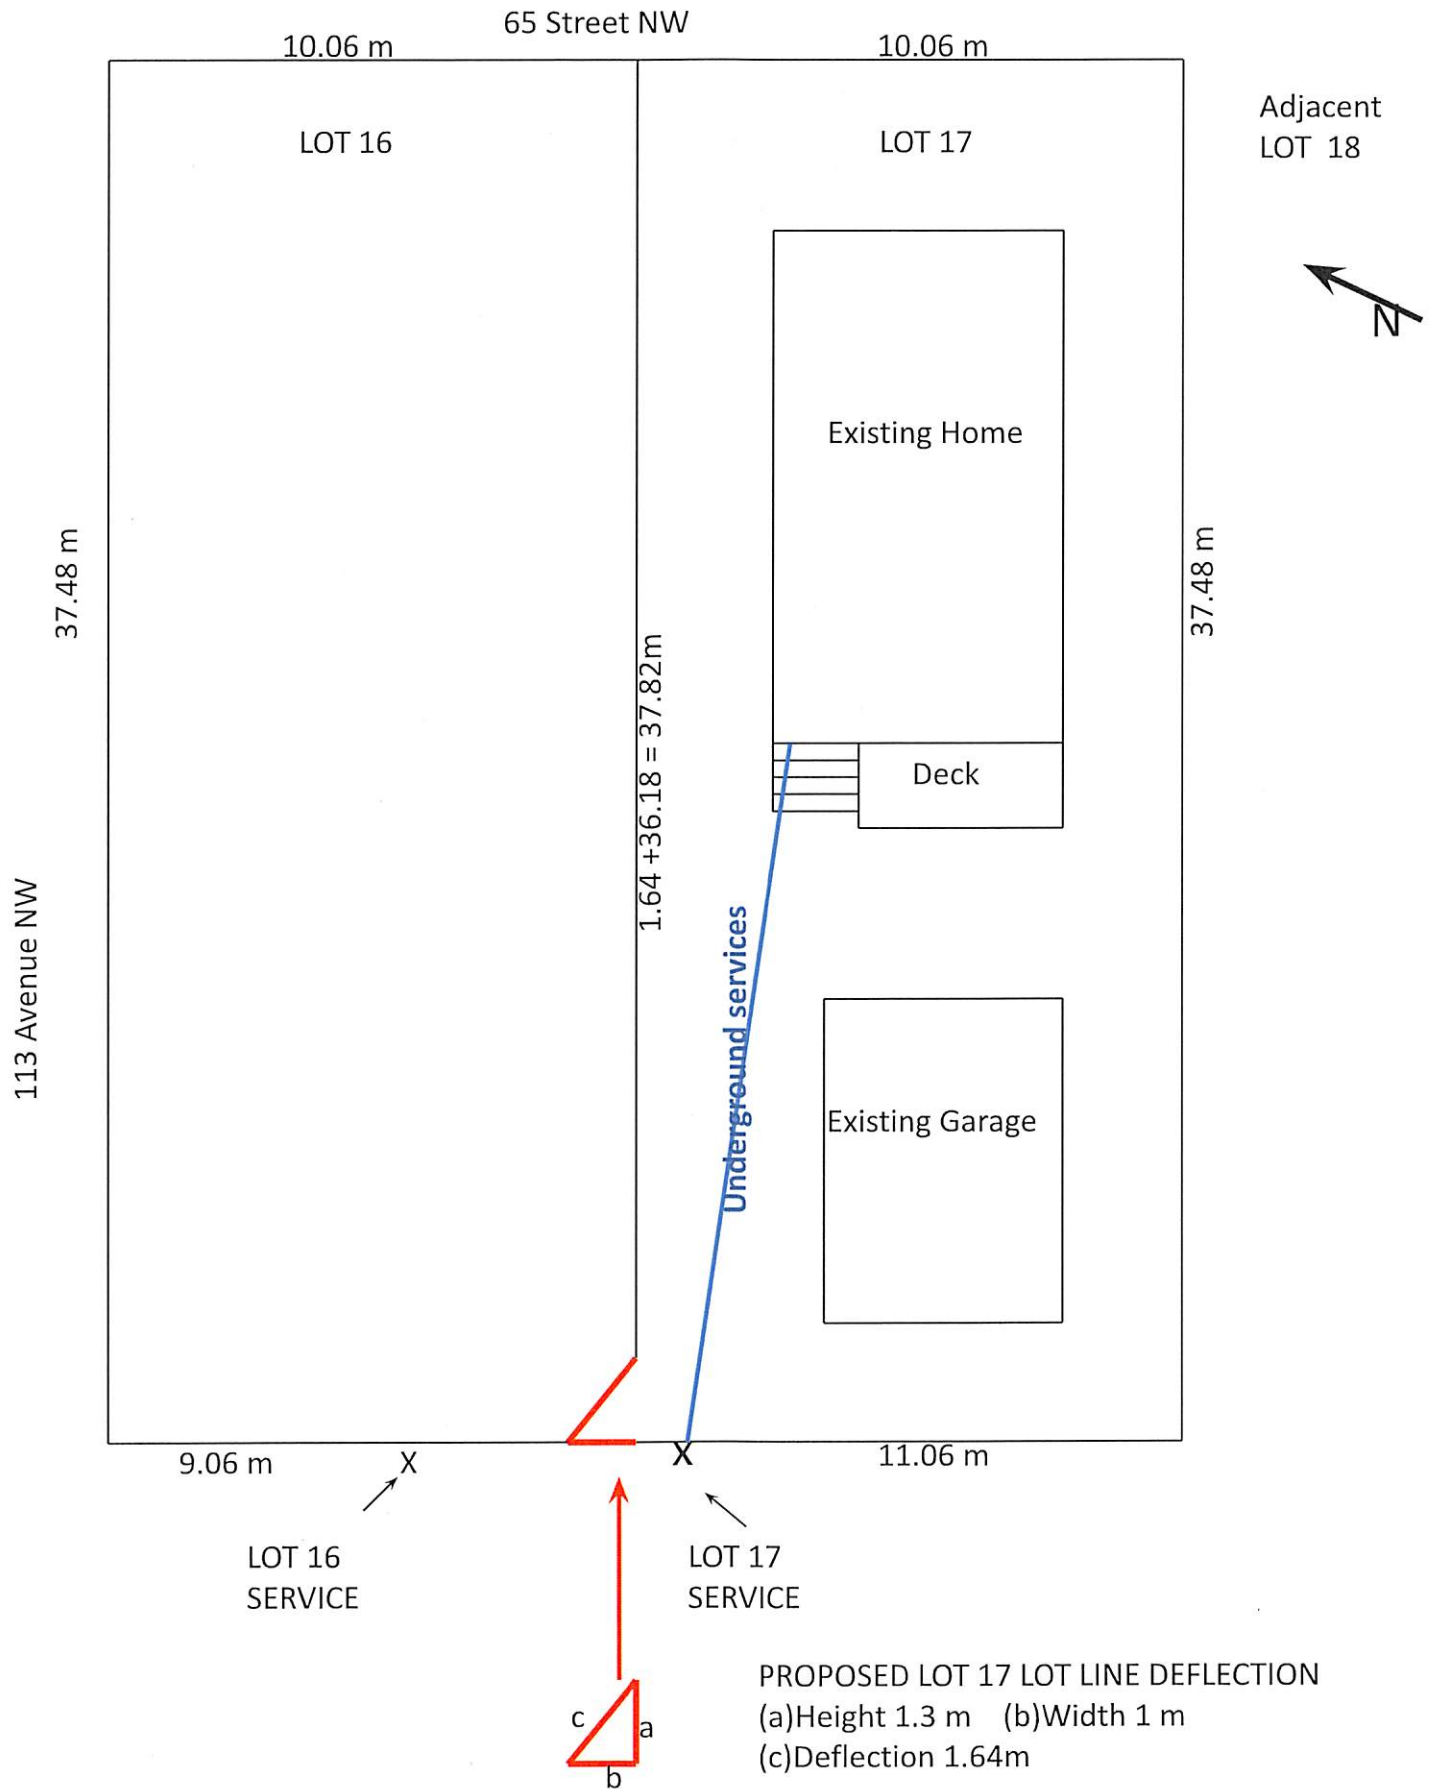 65 Street NW
10.06 m
10.06 m
LOT 16
LOT 17
Adjacent
LOT 18
N
Existing Home
37.48 m
37.48 m
1.64 +36.18 = 37.82m
Deck
113 Avenue NW
Underground services
Existing Garage
9.06 m
X
X
11.06 m
LOT 16
SERVICE
LOT 17
SERVICE
PROPOSED LOT 17 LOT LINE DEFLECTION
(a)Height 1.3 m (b)Width 1 m
(c)Deflection 1.64m
c
a
b